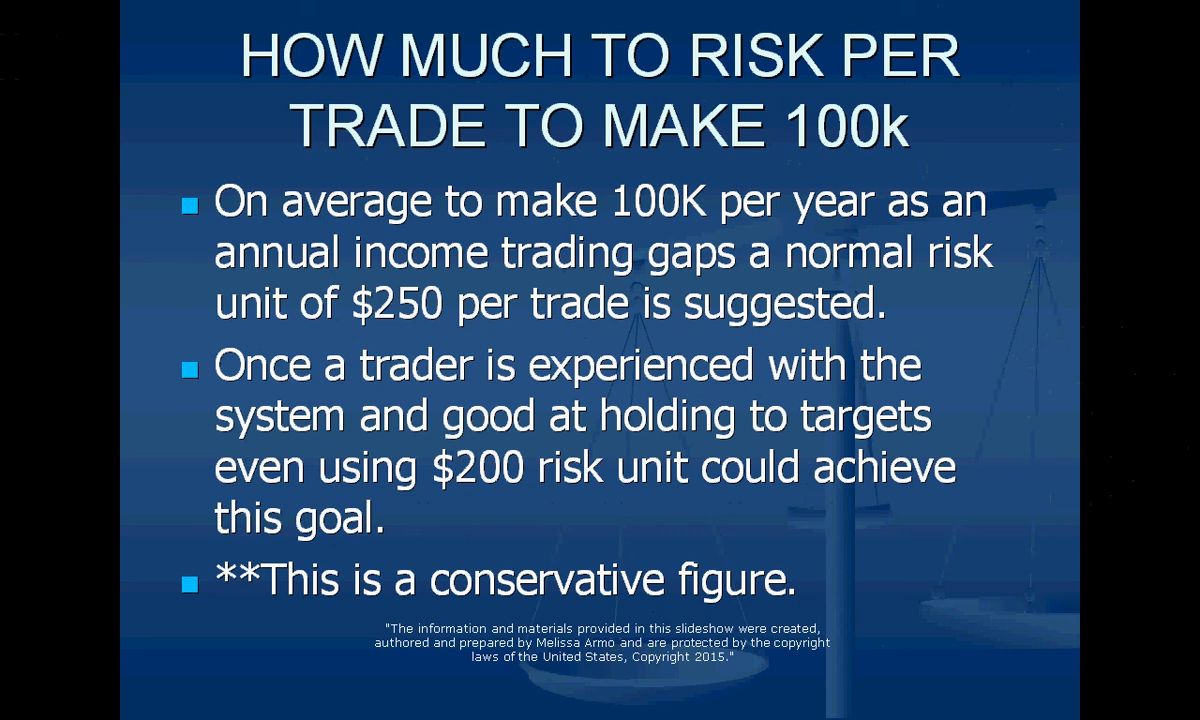 HOW MUCH TO RISK PER
TRADE TO MAKE 100k
On average to make 100K per year as an
annual income trading gaps a normal risk
unit of $250 per trade is suggested.
Once a trader is experienced with the
system and good at holding to targets
even using $200 risk unit could achieve
this goal.
**This is a conservative figure.
"The information and materials provided in this slideshow were created,
authored and prepared by Melissa Armo and are protected by the copyright
laws of the United States, Copyright 2015."